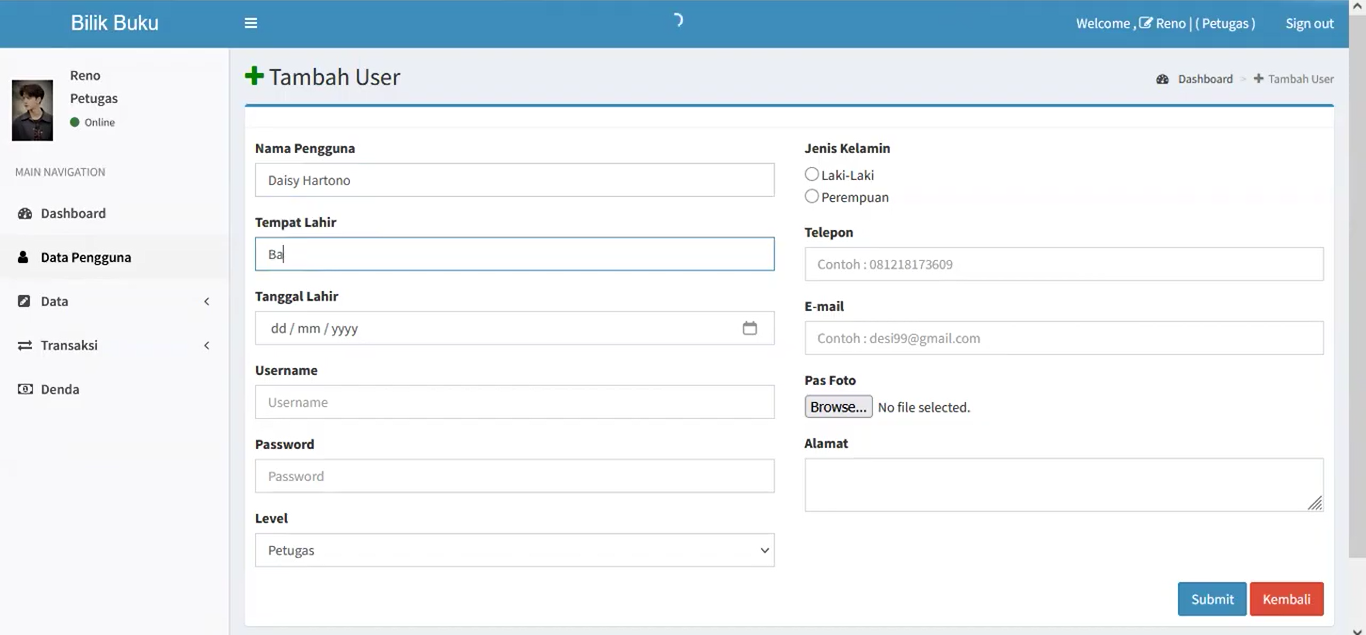 Bilik Buku
Welcome , Reno | ( Petugas )
Sign out
Reno
Petugas
Online
MAIN NAVIGATION
Dashboard
Data Pengguna
Data
Transaksi
Denda
Tambah User
Dashboard > Tambah User
Nama Pengguna
Daisy Hartono
Tempat Lahir
Ba
Tanggal Lahir
dd / mm / yyyy
Username
Username
Password
Password
Level
Petugas
Jenis Kelamin
Laki-Laki
Perempuan
Telepon
Contoh : 081218173609
E-mail
Contoh : desi99@gmail.com
Pas Foto
Browse... No file selected.
Alamat
Submit
Kembali